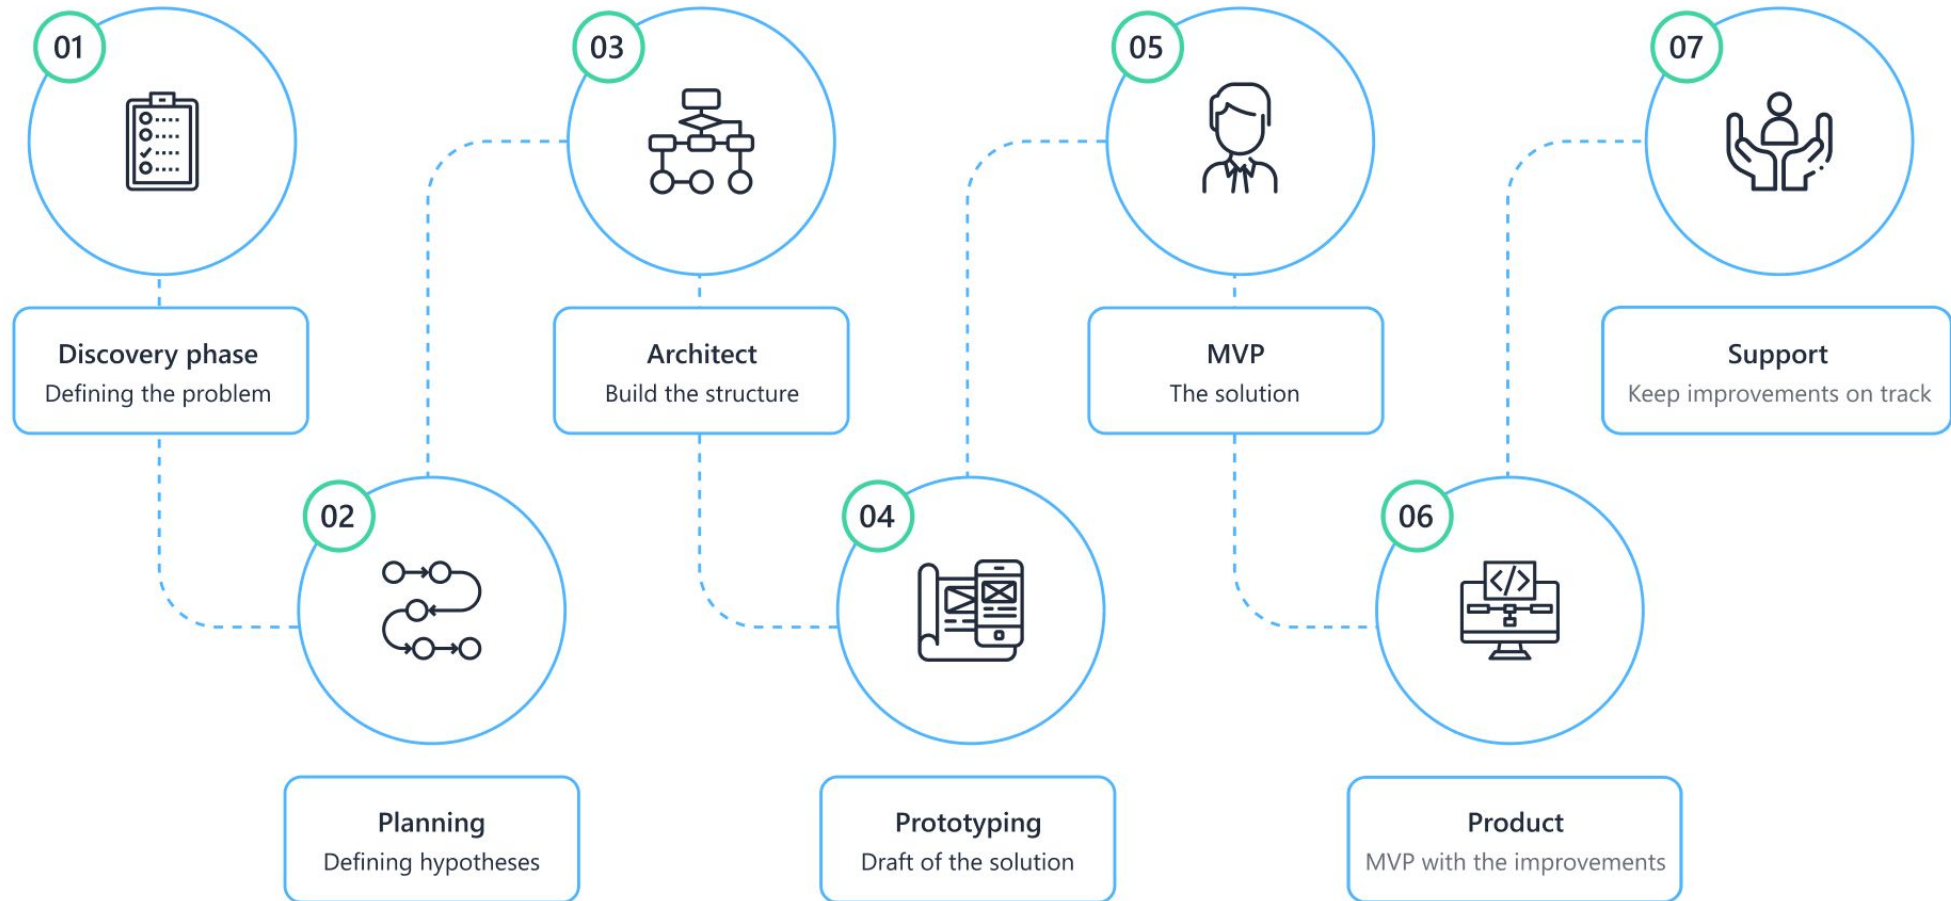 01
Discovery phase
Defining the problem
02
Planning
Defining hypotheses
03
Architect
Build the structure
04
Prototyping
Draft of the solution
05
MVP
The solution
06
</>
Product
MVP with the improvements
07
Support
Keep improvements on track